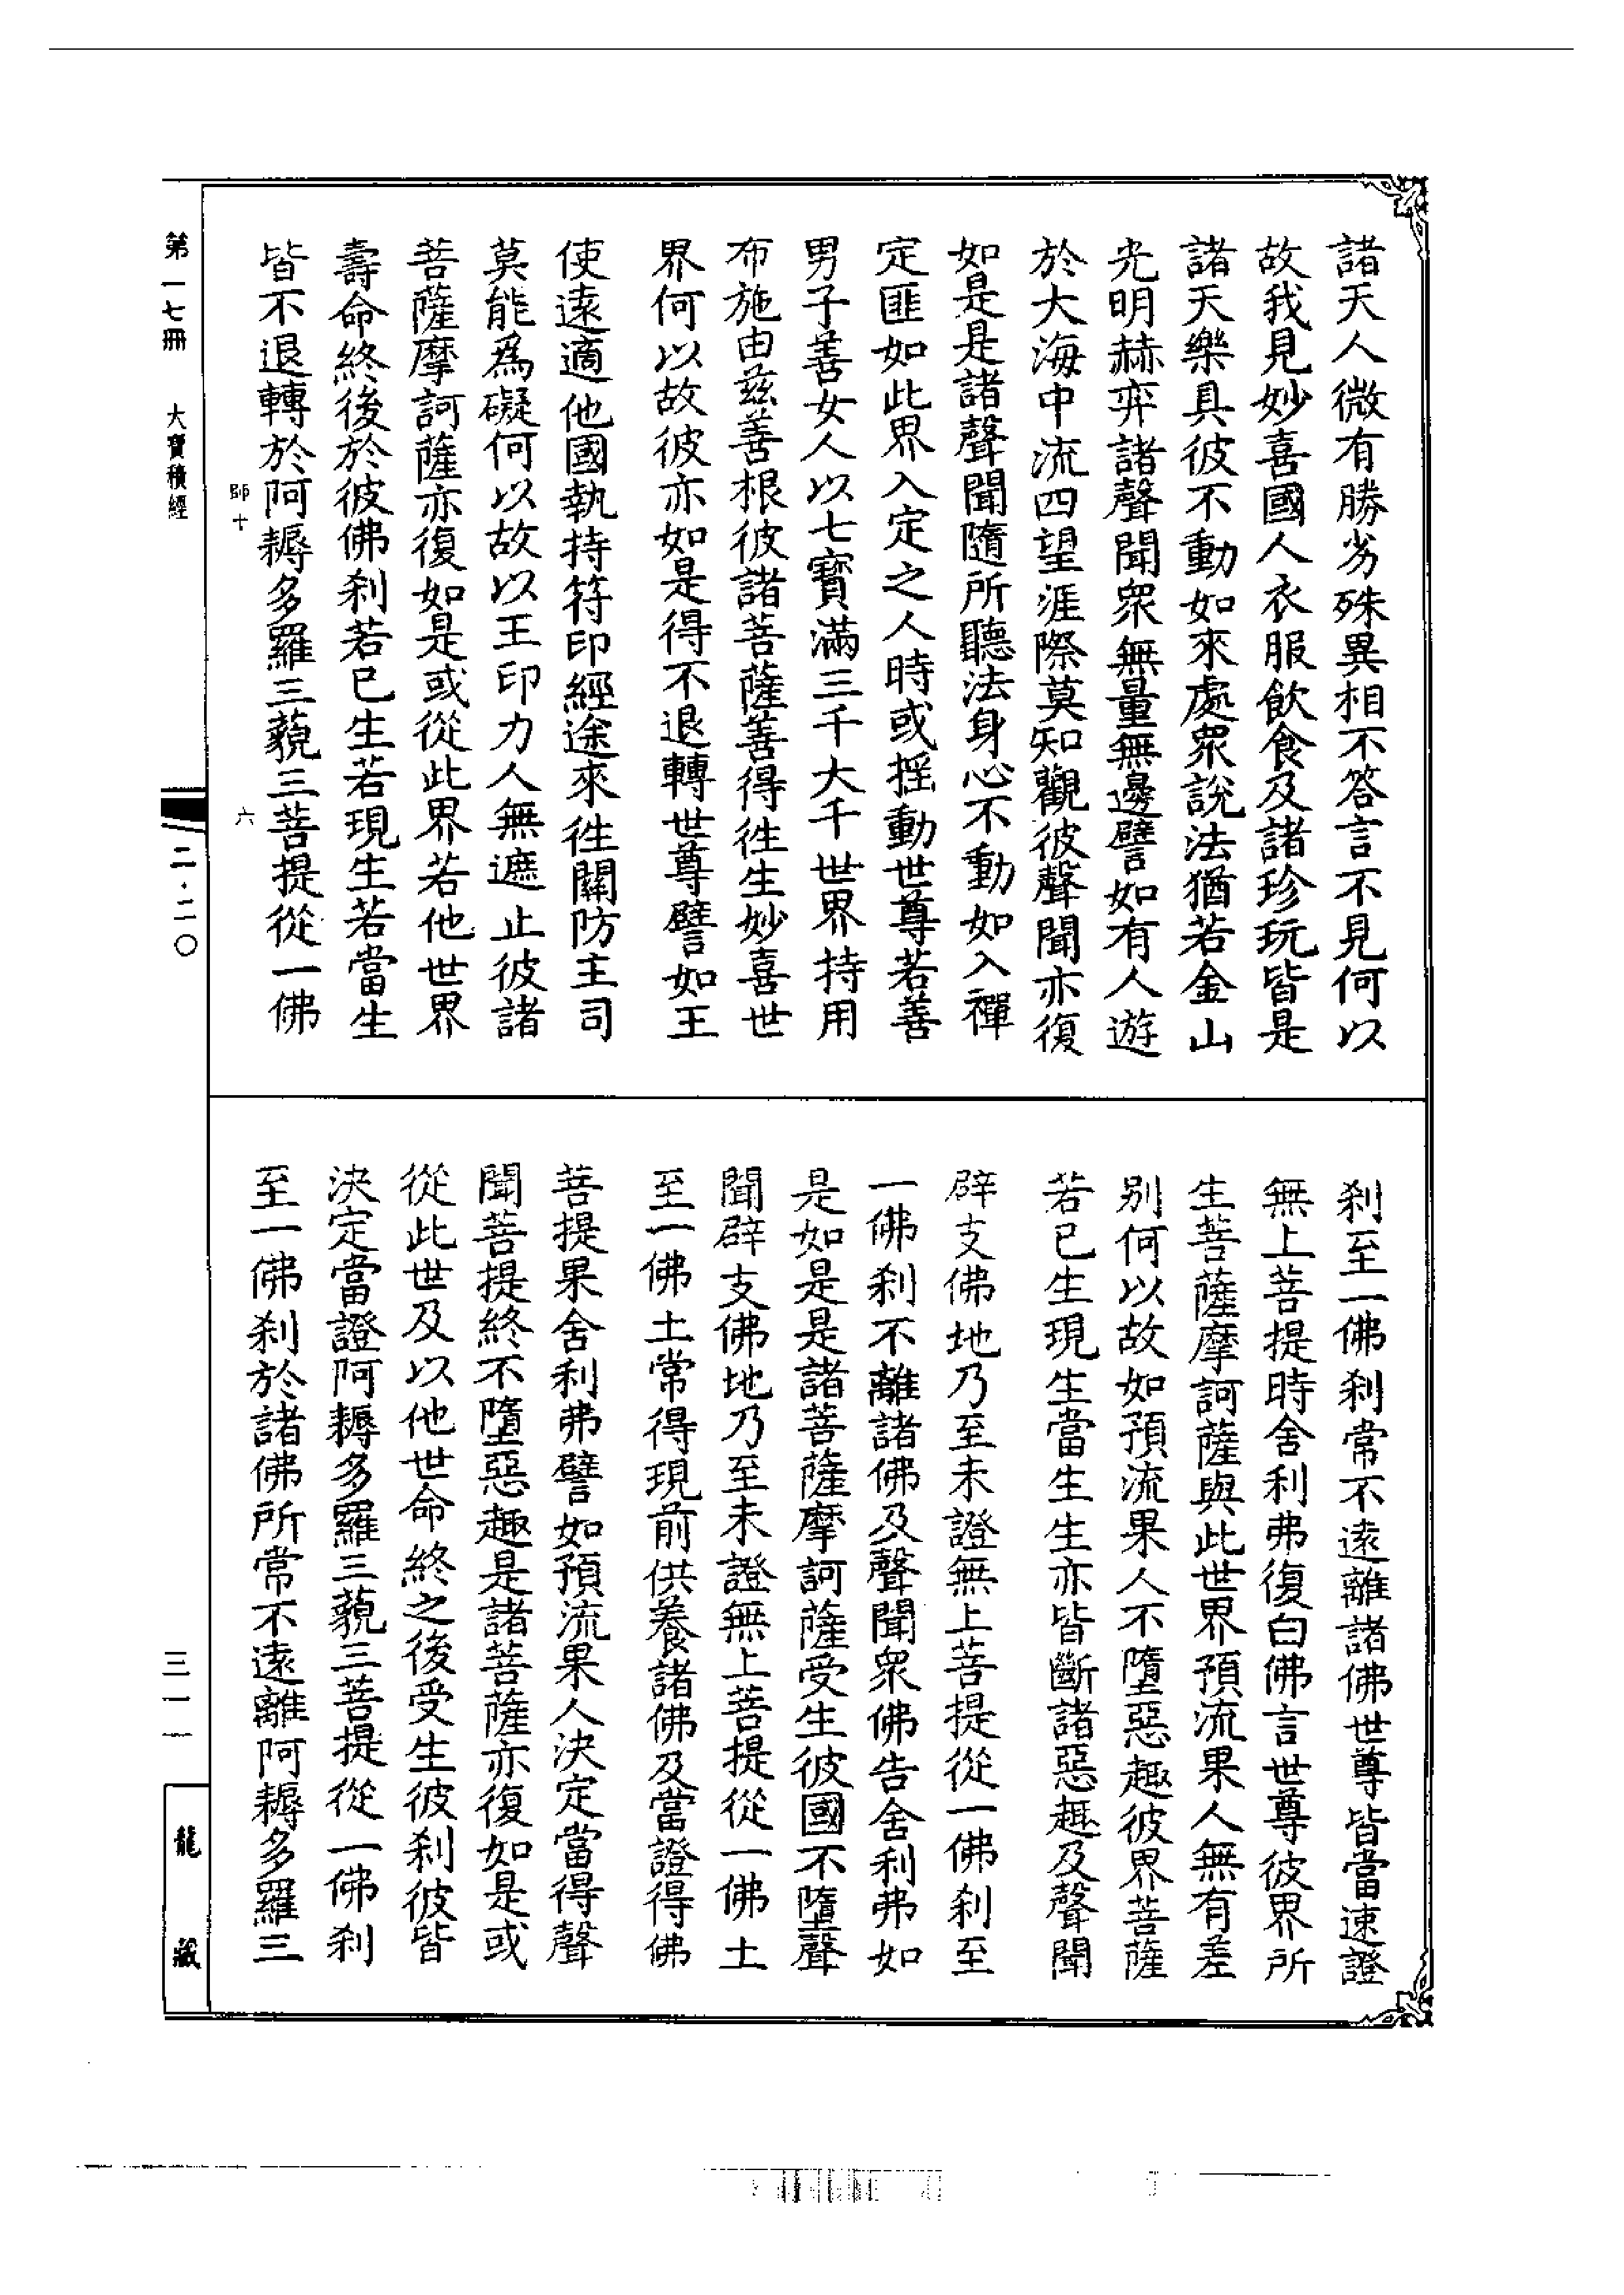 諸天人微有勝劣殊異相不答言不見何以
故我見妙喜國人衣服飲食及諸珍玩皆是
諸天樂具彼不動如來處眾說法猶若金山
光明赫弈諸聲聞眾無量無邊譬如有人遊
於大海中流四望涯際莫知觀彼聲聞亦復
如是是諸聲聞隨所聽法身心不動如入禪
定匪如此界入定之人時或搖動世尊若善
男子善女人以七寶滿三千大千世界持用
布施由茲善根彼諸菩薩善得徃生妙喜世
界何以故彼亦如是得不退轉世尊譬如王
使遠適他國執持符印經途來徃關防主司
莫能為礙何以故以王印力人無遮止彼諸
菩薩摩訶薩亦復如是或從此界若他世界
壽命終後於彼佛刹若已生若現生若當生
皆不退轉於阿耨多羅三藐三菩提從一佛
師十
六
刹至一佛刹常不遠離諸佛世尊皆當速證
無上菩提時舍利弗復白佛言世尊彼界所
生菩薩摩訶薩與此世界預流果人無有差
别何以故如預流果人不墮惡趣彼界菩薩
若已生現生當生生亦皆斷諸惡趣及聲聞
辟支佛地乃至未證無上菩提從一佛刹至
一佛刹不離諸佛及聲聞眾佛告舍利弗如
是如是是諸菩薩摩訶薩受生彼國不墮聲
聞辟支佛地乃至未證無上菩提從一佛土
至一佛土常得現前供養諸佛及當證得佛
菩提果舍利弗譬如預流果人決定當得聲
聞菩提終不墮惡趣是諸菩薩亦復如是或
從此世及以他世命終之後受生彼刹彼皆
決定當證阿耨多羅三藐三菩提從一佛刹
至一佛刹於諸佛所常不遠離阿耨多羅三
第一七冊
大寶積經
二·二〇
三一一
龍藏